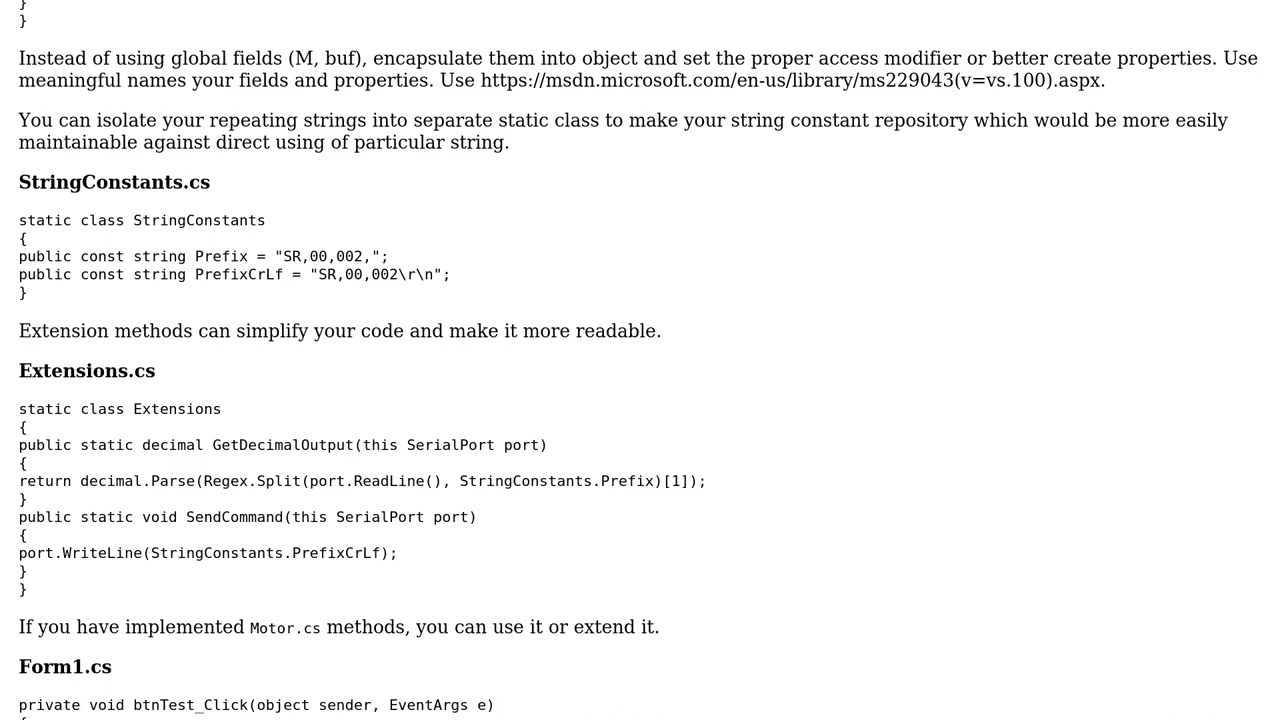 }
}
Instead of using global fields (M, buf), encapsulate them into object and set the proper access modifier or better create properties. Use
meaningful names your fields and properties. Use https://msdn.microsoft.com/en-us/library/ms229043(v=vs.100).aspx.
You can isolate your repeating strings into separate static class to make your string constant repository which would be more easily
maintainable against direct using of particular string.
StringConstants.cs
static class StringConstants
{
public const string Prefix = "SR,00,002,";
public const string PrefixCrLf = "SR,00,002\r\n";
}
Extension methods can simplify your code and make it more readable.
Extensions.cs
static class Extensions
{
public static decimal GetDecimalOutput(this SerialPort port)
{
return decimal.Parse(Regex.Split(port.ReadLine(), StringConstants.Prefix)[1]);
}
public static void SendCommand(this SerialPort port)
{
port.WriteLine(StringConstants.PrefixCrLf);
}
}
If you have implemented Motor.cs methods, you can use it or extend it.
Form1.cs
private void btnTest_Click(object sender, EventArgs e)
{